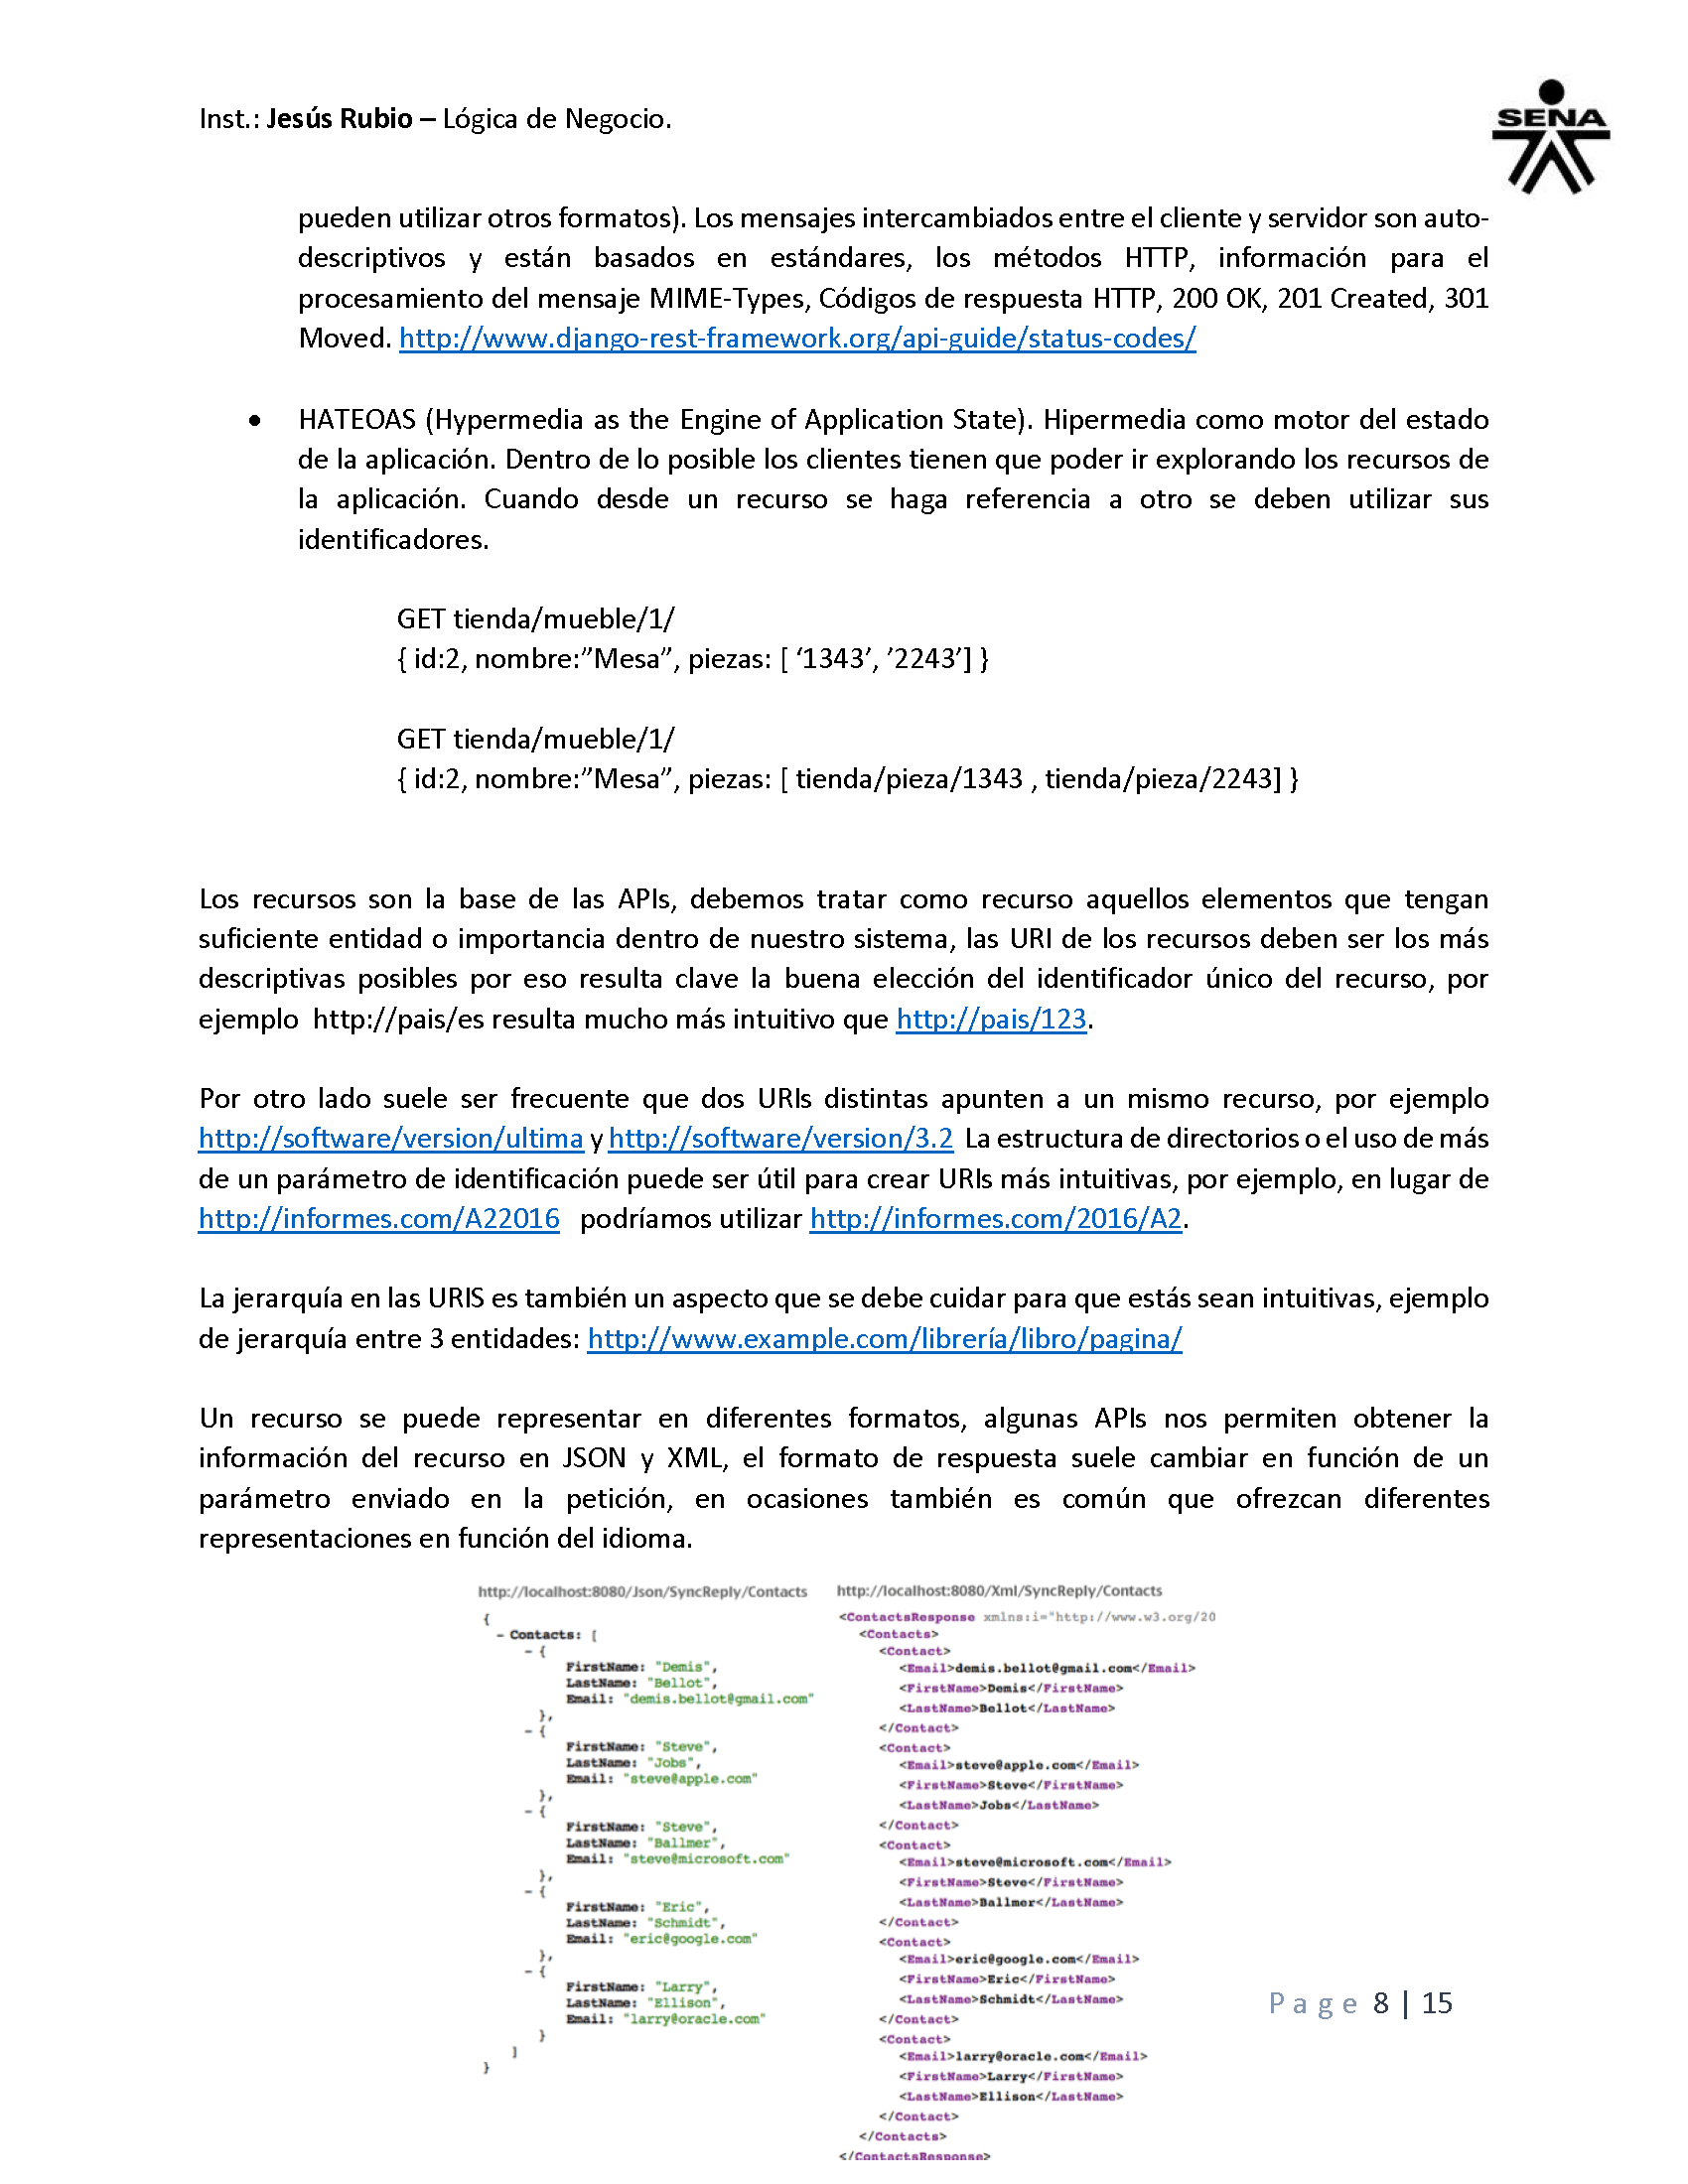 Inst.: Jesús Rubio – Lógica de Negocio.
SENA
pueden utilizar otros formatos). Los mensajes intercambiados entre el cliente y servidor son auto-
descriptivos y están basados en estándares, los métodos HTTP, información para el
procesamiento del mensaje MIME-Types, Códigos de respuesta HTTP, 200 OK, 201 Created, 301
Moved. http://www.django-rest-framework.org/api-guide/status-codes/
• HATEOAS (Hypermedia as the Engine of Application State). Hipermedia como motor del estado
de la aplicación. Dentro de lo posible los clientes tienen que poder ir explorando los recursos de
la aplicación. Cuando desde un recurso se haga referencia a otro se deben utilizar sus
identificadores.
GET tienda/mueble/1/
{ id:2, nombre:”Mesa”, piezas: [ ‘1343’, ’2243’] }
GET tienda/mueble/1/
{ id:2, nombre:”Mesa”, piezas: [ tienda/pieza/1343 , tienda/pieza/2243] }
Los recursos son la base de las APIs, debemos tratar como recurso aquellos elementos que tengan
suficiente entidad o importancia dentro de nuestro sistema, las URI de los recursos deben ser los más
descriptivas posibles por eso resulta clave la buena elección del identificador único del recurso, por
ejemplo http://pais/es resulta mucho más intuitivo que http://pais/123.
Por otro lado suele ser frecuente que dos URIs distintas apunten a un mismo recurso, por ejemplo
http://software/version/ultima y http://software/version/3.2 La estructura de directorios o el uso de más
de un parámetro de identificación puede ser útil para crear URIs más intuitivas, por ejemplo, en lugar de
http://informes.com/A22016 podríamos utilizar http://informes.com/2016/A2.
La jerarquía en las URIS es también un aspecto que se debe cuidar para que estás sean intuitivas, ejemplo
de jerarquía entre 3 entidades: http://www.example.com/librería/libro/pagina/
Un recurso se puede representar en diferentes formatos, algunas APIs nos permiten obtener la
información del recurso en JSON y XML, el formato de respuesta suele cambiar en función de un
parámetro enviado en la petición, en ocasiones también es común que ofrezcan diferentes
representaciones en función del idioma.
http://localhost:8080/Json/SyncReply/Contacts
{
- Contacts: [
- {
FirstName: "Demis",
LastName: "Bellot",
Email: "demis.bellot@gmail.com"
},
- {
FirstName: "Steve",
LastName: "Jobs",
Email: "steve@apple.com"
},
- {
FirstName: "Steve",
LastName: "Ballmer",
Email: "steve@microsoft.com"
},
- {
FirstName: "Eric",
LastName: "Schmidt",
Email: "eric@google.com"
},
- {
FirstName: "Larry",
LastName: "Ellison",
Email: "larry@oracle.com"
}
]
}
http://localhost:8080/Xml/SyncReply/Contacts
<ContactsResponse xmlns:i="http://www.w3.org/20
<Contacts>
<Contact>
<Email>demis.bellot@gmail.com</Email>
<FirstName>Demis</FirstName>
<LastName>Bellot</LastName>
</Contact>
<Contact>
<Email>steve@apple.com</Email>
<FirstName>Steve</FirstName>
<LastName>Jobs</LastName>
</Contact>
<Contact>
<Email>steve@microsoft.com</Email>
<FirstName>Steve</FirstName>
<LastName>Ballmer</LastName>
</Contact>
<Contact>
<Email>eric@google.com</Email>
<FirstName>Eric</FirstName>
<LastName>Schmidt</LastName>
</Contact>
<Contact>
<Email>larry@oracle.com</Email>
<FirstName>Larry</FirstName>
<LastName>Ellison</LastName>
</Contact>
</Contacts>
</ContactsResponse>
Page 8 | 15